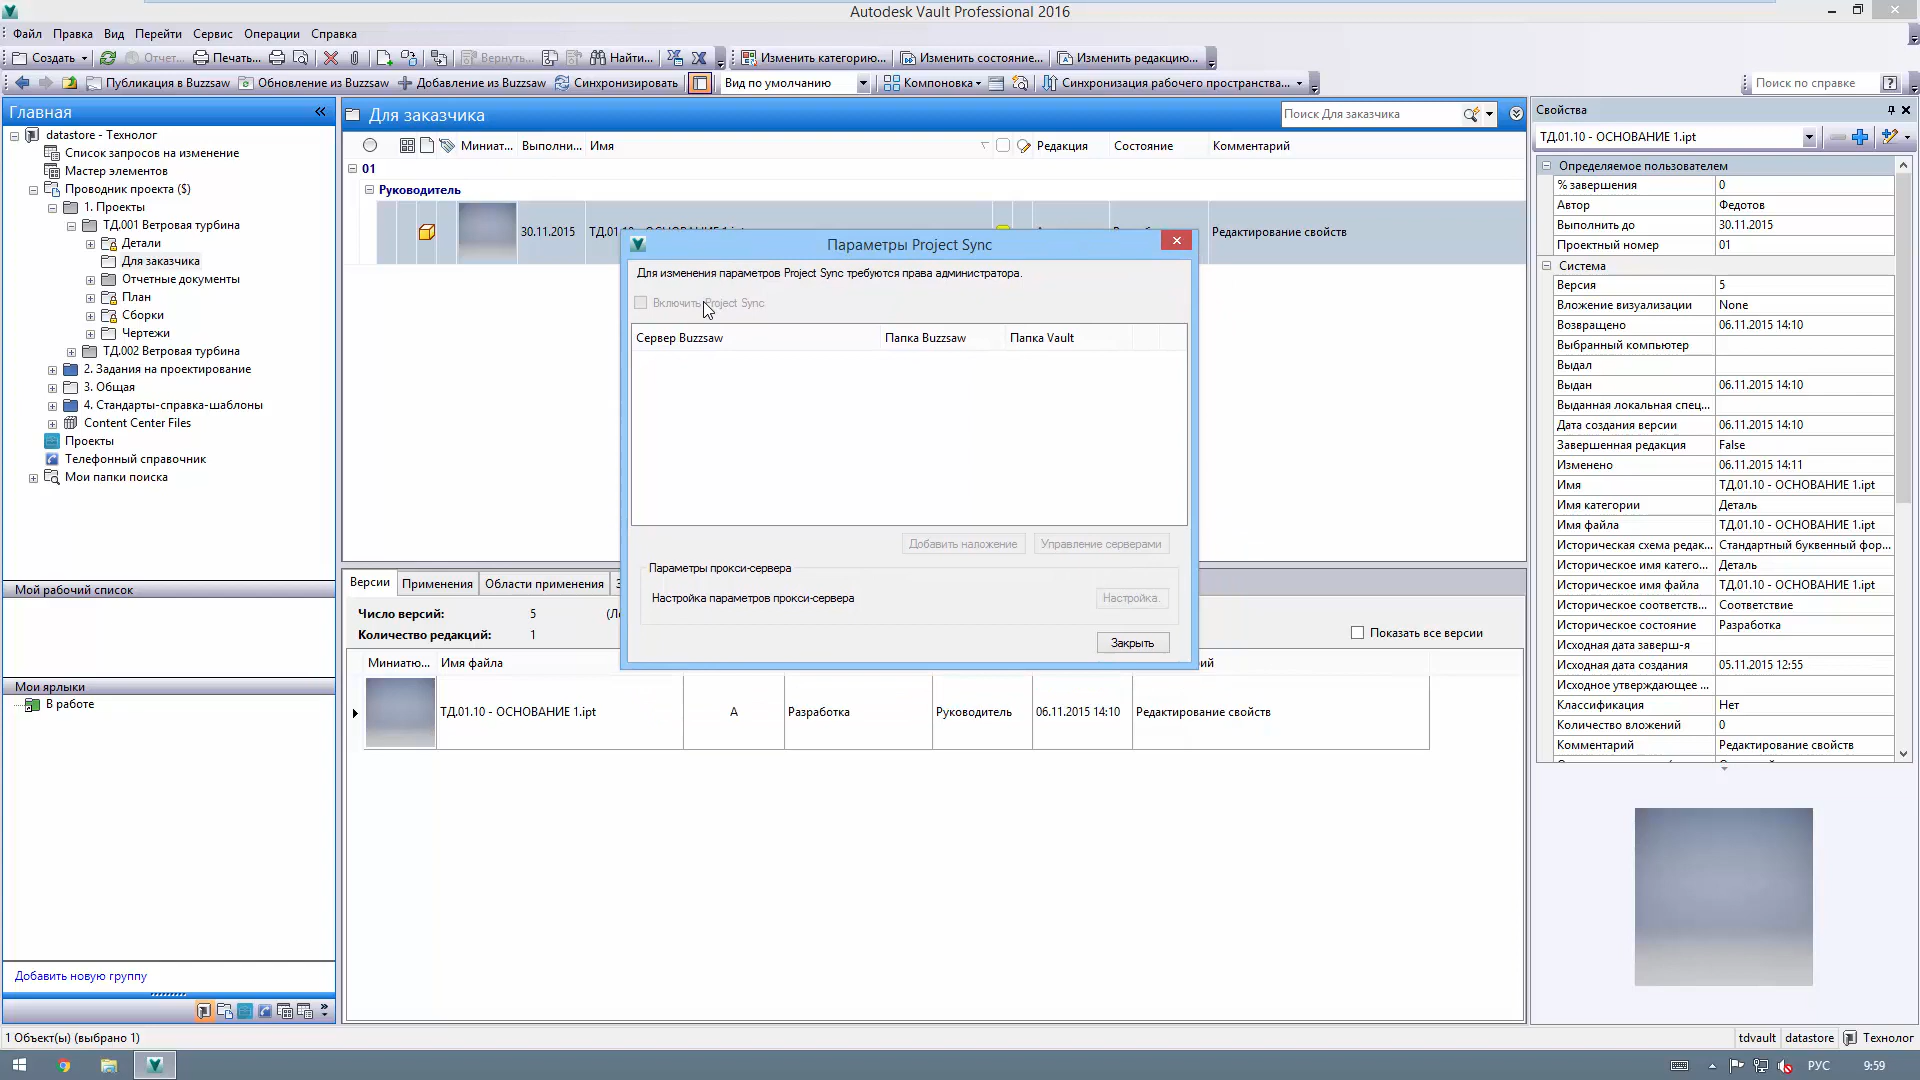 Autodesk Vault Professional 2016
Файл Правка Вид Перейти Сервис Операции Справка
Создать Отчет... Печать... Вернуть... Найти... Изменить категорию... Изменить состояние... Изменить редакцию...
Публикация в Buzzsaw Обновление из Buzzsaw Добавление из Buzzsaw Синхронизировать Вид по умолчанию Компоновка Синхронизация рабочего пространства... Поиск по справке
Главная
datastore - Технолог
Список запросов на изменение
Мастер элементов
Проводник проекта ($)
1. Проекты
ТД.001 Ветровая турбина
Детали
Для заказчика
Отчетные документы
План
Сборки
Чертежи
ТД.002 Ветровая турбина
2. Задания на проектирование
3. Общая
4. Стандарты-справка-шаблоны
Content Center Files
Проекты
Телефонный справочник
Мои папки поиска
Мой рабочий список
Мои ярлыки
В работе
Добавить новую группу
Для заказчика
Поиск Для заказчика
Миниат... Выполни... Имя Редакция Состояние Комментарий
01
Руководитель
30.11.2015 Редактирование свойств
Параметры Project Sync
Для изменения параметров Project Sync требуются права администратора.
Включить Project Sync
Сервер Buzzsaw Папка Buzzsaw Папка Vault
Добавить наложение Управление серверами
Параметры прокси-сервера
Настройка параметров прокси-сервера Настройка.
Закрыть
Версии Применения Области применения
Число версий: 5
Количество редакций: 1
Показать все версии
Миниатю... Имя файла
ТД.01.10 - ОСНОВАНИЕ 1.ipt A Разработка Руководитель 06.11.2015 14:10 Редактирование свойств
Свойства
ТД.01.10 - ОСНОВАНИЕ 1.ipt
Определяемое пользователем
% завершения 0
Автор Федотов
Выполнить до 30.11.2015
Проектный номер 01
Система
Версия 5
Вложение визуализации None
Возвращено 06.11.2015 14:10
Выбранный компьютер
Выдал
Выдан 06.11.2015 14:10
Выданная локальная спец...
Дата создания версии 06.11.2015 14:10
Завершенная редакция False
Изменено 06.11.2015 14:11
Имя ТД.01.10 - ОСНОВАНИЕ 1.ipt
Имя категории Деталь
Имя файла ТД.01.10 - ОСНОВАНИЕ 1.ipt
Историческая схема редак... Стандартный буквенный фор...
Историческое имя катего... Деталь
Историческое имя файла ТД.01.10 - ОСНОВАНИЕ 1.ipt
Историческое соответств... Соответствие
Историческое состояние Разработка
Исходная дата заверш-я
Исходная дата создания 05.11.2015 12:55
Исходное утверждающее ...
Классификация Нет
Количество вложений 0
Комментарий Редактирование свойств
1 Объект(ы) (выбрано 1)
tdvault datastore Технолог
РУС 9:59